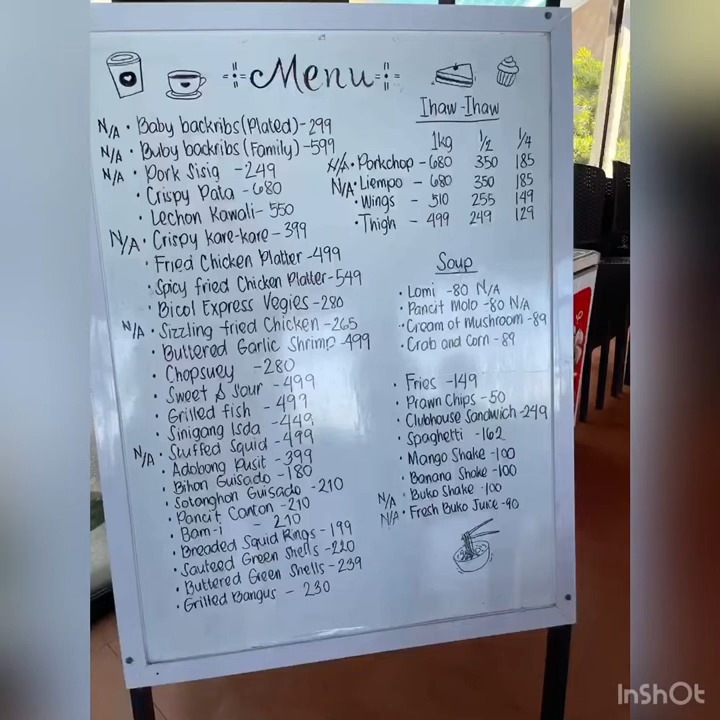 Menu
N/A • Baby backribs (Plated) - 299
N/A • Buby backribs (Family) - 599
N/A • Pork Sisig - 249
• Crispy Pata - 680
• Lechon Kawali - 550
N/A • Crispy kare-kare - 399
• Fried Chicken Platter - 499
• Spicy fried Chicken Platter - 549
• Bicol Express Vegies - 280
N/A • Sizzling fried Chicken - 265
• Buttered Garlic Shrimp - 499
• Chopsuey - 280
• Sweet & Sour - 499
• Grilled fish - 499
• Sinigang Isda - 449
N/A • Stuffed Squid - 499
• Adobong Pusit - 399
• Bihon Guisado - 180
• Sotanghon Guisado - 210
• Pancit Canton - 210
• Bam-i - 210
• Breaded Squid Rings - 199
• Sauteed Green Shells - 220
• Buttered Green Shells - 239
• Grilled Bangus - 230
Ihaw-Ihaw
1kg 1/2 1/4
N/A • Porkchop - 680 350 185
N/A • Liempo - 680 350 185
• Wings - 510 255 149
• Thigh - 499 249 129
Soup
• Lomi - 80 N/A
• Pancit Molo - 80 N/A
• Cream of Mushroom - 89
• Crab and Corn - 89
• Fries - 149
• Prawn Chips - 50
• Clubhouse Sandwich - 249
• Spaghetti - 162
• Mango Shake - 100
• Banana Shake - 100
N/A • Buko Shake - 100
N/A • Fresh Buko Juice - 90
InShOt